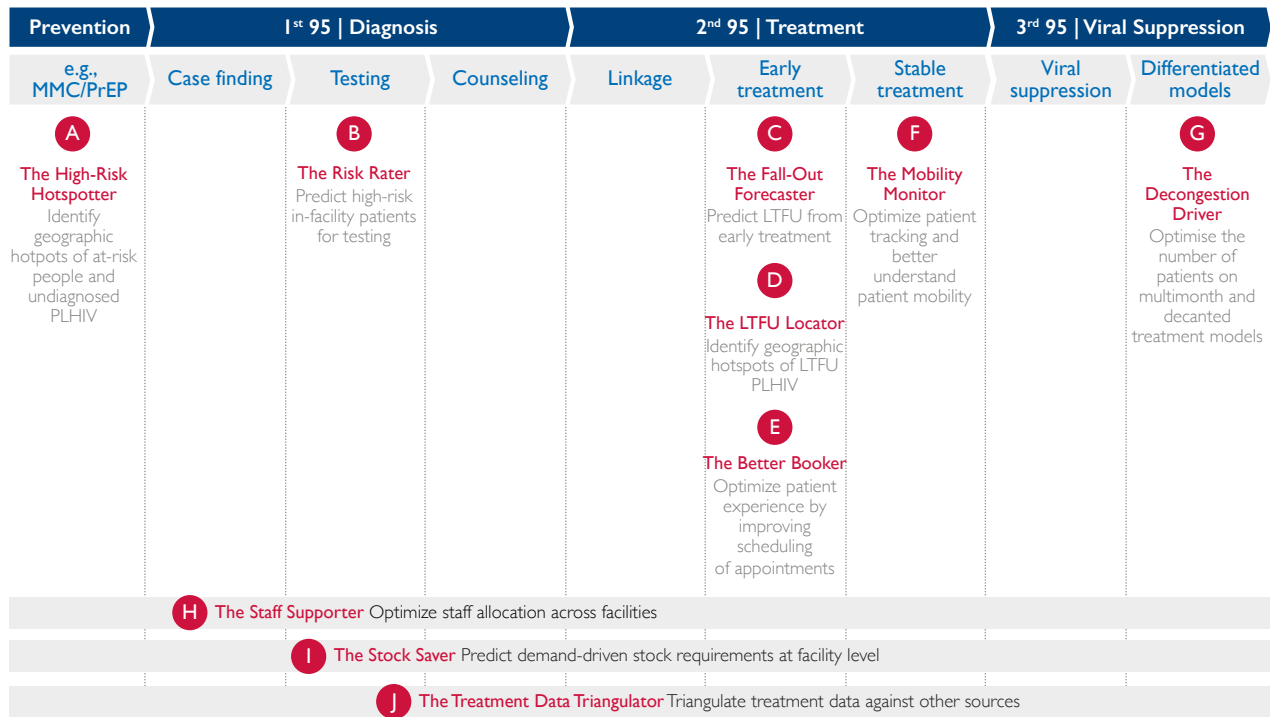 Prevention
1st 95 | Diagnosis
2nd 95 | Treatment
3rd 95 | Viral Suppression
e.g.,
MMC/PrEP
Case finding
Testing
Counseling
Linkage
Early
treatment
Stable
treatment
Viral
suppression
Differentiated
models
A
The High-Risk
Hotspotter
Identify
geographic
hotpots of at-risk
people and
undiagnosed
PLHIV
B
The Risk Rater
Predict high-risk
in-facility patients
for testing
C
The Fall-Out
Forecaster
Predict LTFU from
early treatment
D
The LTFU Locator
Identify geographic
hotspots of LTFU
PLHIV
E
The Better Booker
Optimize patient
experience by
improving
scheduling
of appointments
F
The Mobility
Monitor
Optimize patient
tracking and
better
understand
patient mobility
G
The
Decongestion
Driver
Optimise the
number of
patients on
multimonth and
decanted
treatment models
H The Staff Supporter Optimize staff allocation across facilities
I The Stock Saver Predict demand-driven stock requirements at facility level
J The Treatment Data Triangulator Triangulate treatment data against other sources